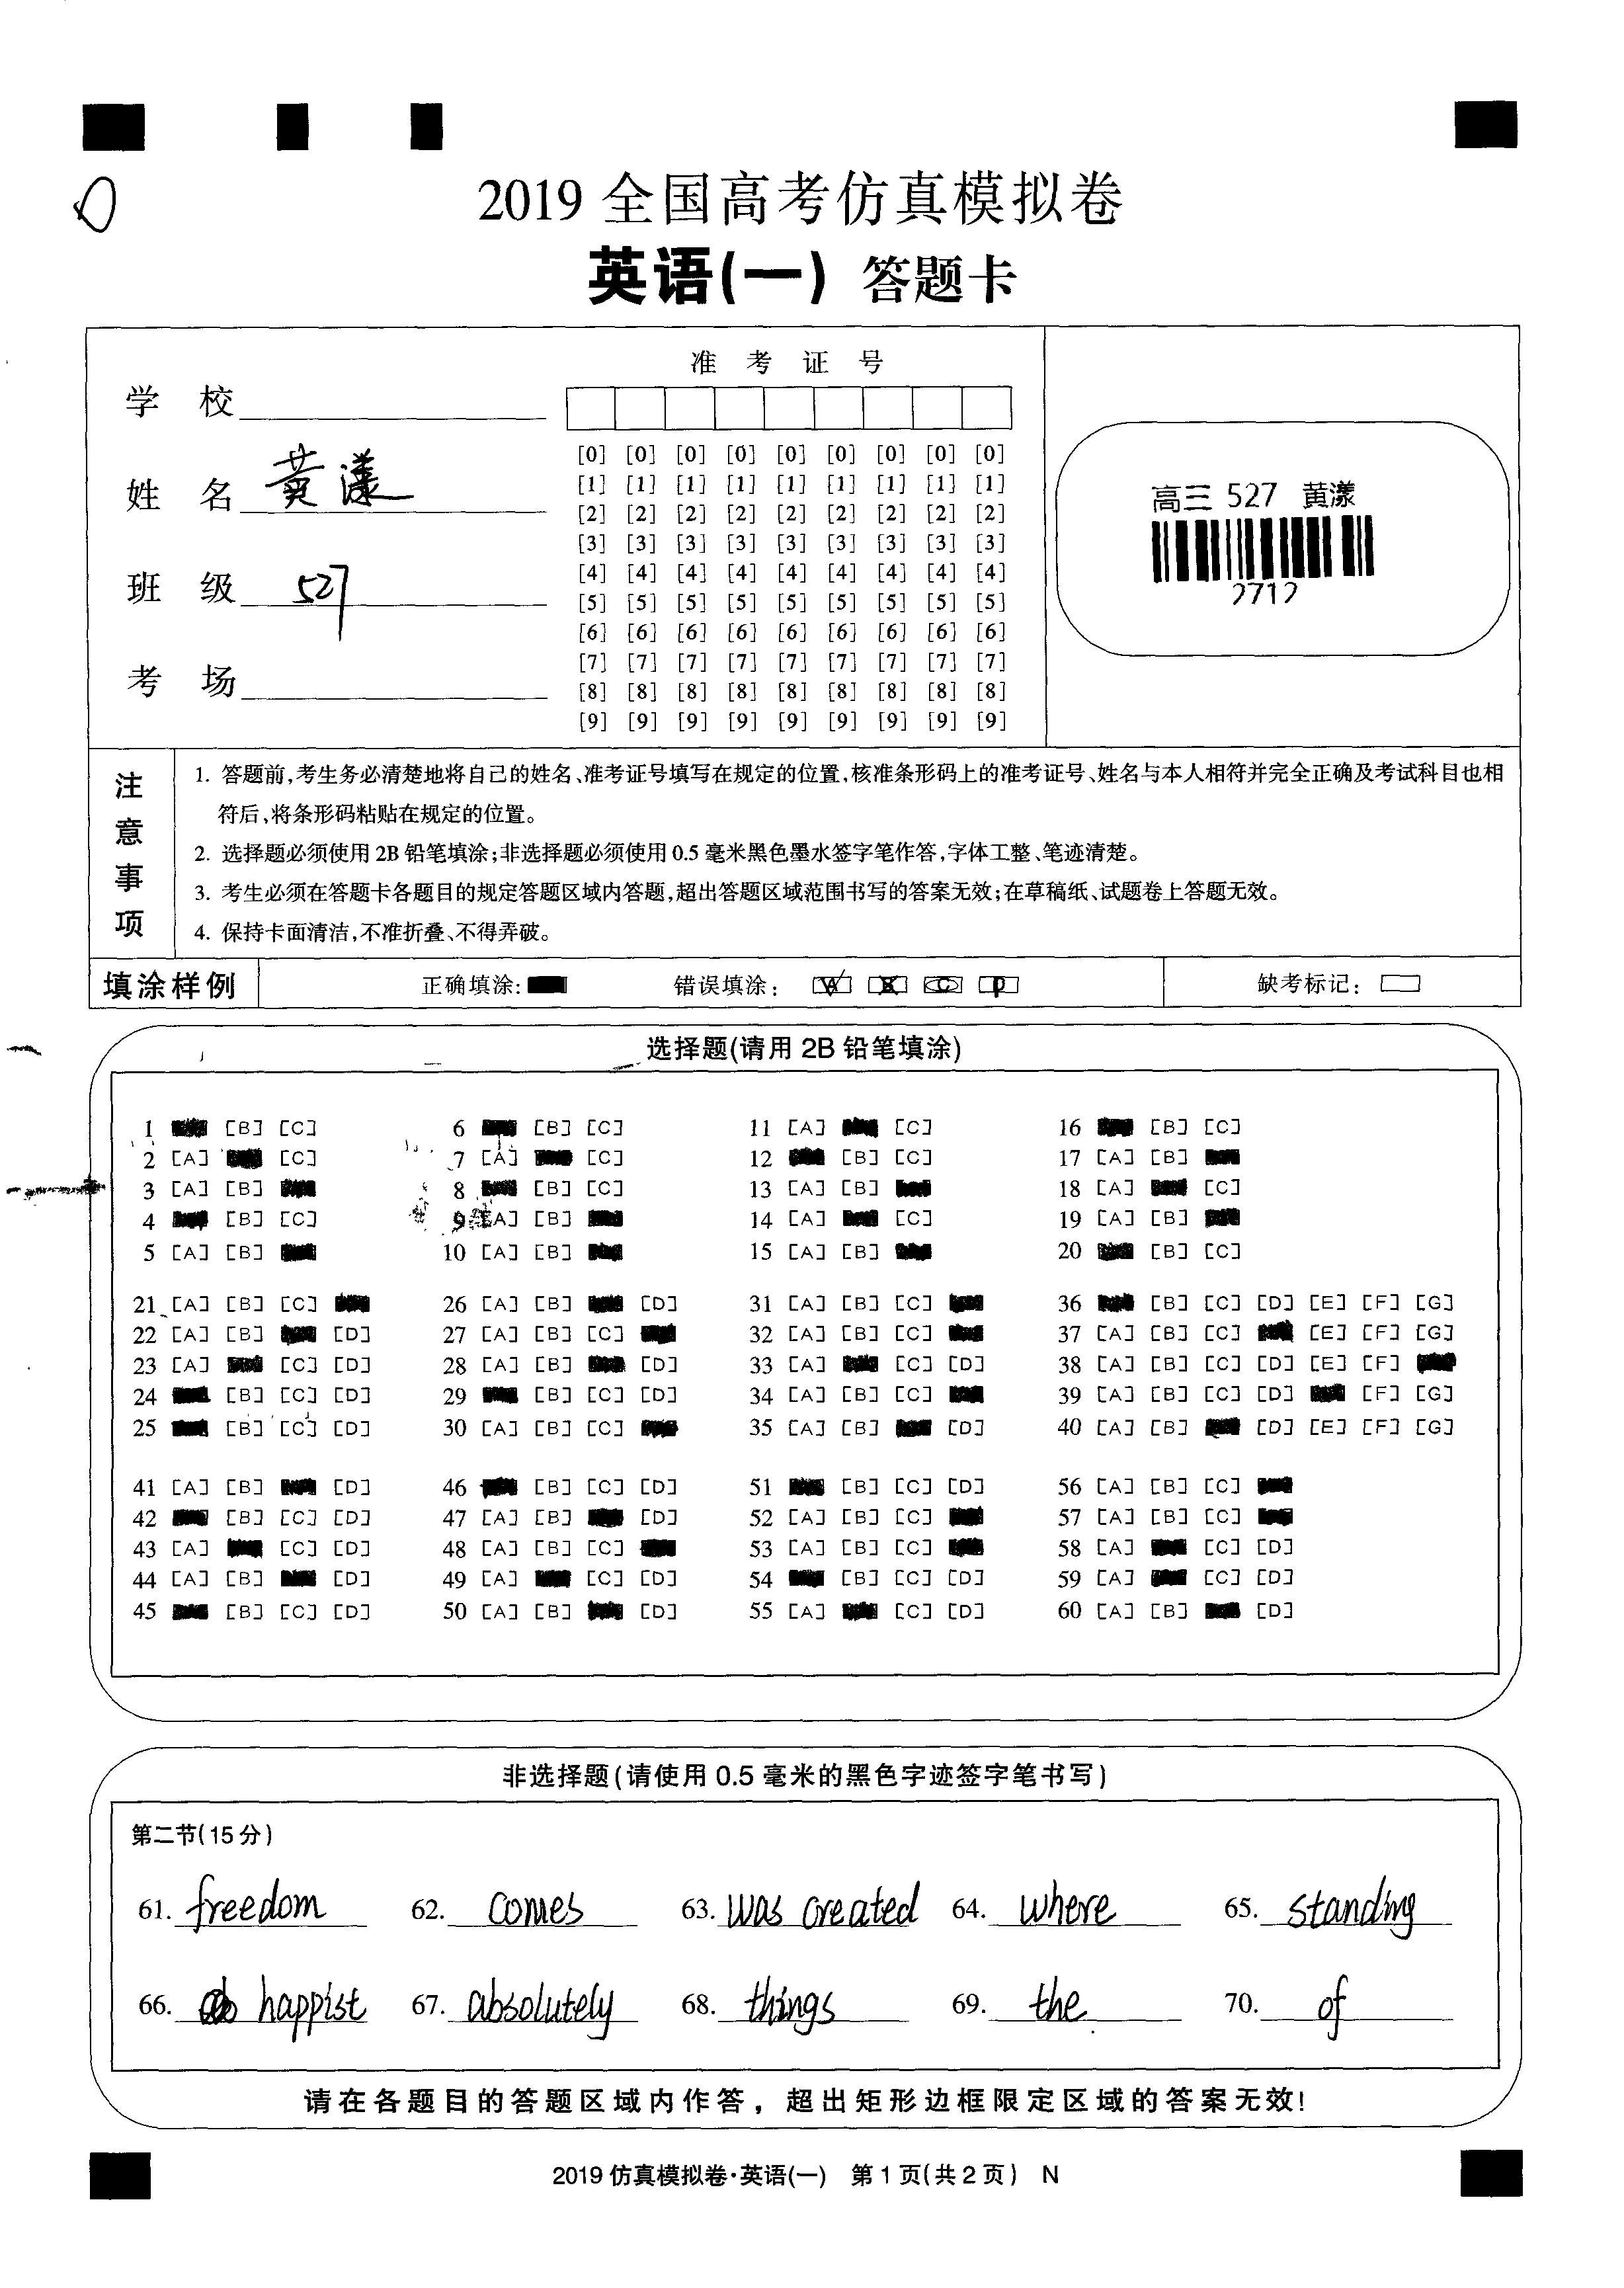 2019 全国高考仿真模拟卷
英语(一) 答题卡
准 考 证 号
学 校
姓 名 黄漾
班 级 527
考 场
[0] [0] [0] [0] [0] [0] [0] [0] [0]
[1] [1] [1] [1] [1] [1] [1] [1] [1]
[2] [2] [2] [2] [2] [2] [2] [2] [2]
[3] [3] [3] [3] [3] [3] [3] [3] [3]
[4] [4] [4] [4] [4] [4] [4] [4] [4]
[5] [5] [5] [5] [5] [5] [5] [5] [5]
[6] [6] [6] [6] [6] [6] [6] [6] [6]
[7] [7] [7] [7] [7] [7] [7] [7] [7]
[8] [8] [8] [8] [8] [8] [8] [8] [8]
[9] [9] [9] [9] [9] [9] [9] [9] [9]
高三 527 黄漾
2712
注意事项
1. 答题前,考生务必清楚地将自己的姓名、准考证号填写在规定的位置,核准条形码上的准考证号、姓名与本人相符并完全正确及考试科目也相
符后,将条形码粘贴在规定的位置。
2. 选择题必须使用 2B 铅笔填涂;非选择题必须使用 0.5 毫米黑色墨水签字笔作答,字体工整、笔迹清楚。
3. 考生必须在答题卡各题目的规定答题区域内答题,超出答题区域范围书写的答案无效;在草稿纸、试题卷上答题无效。
4. 保持卡面清洁,不准折叠、不得弄破。
填涂样例 正确填涂: 错误填涂: A B C D 缺考标记:
选择题(请用 2B 铅笔填涂)
1 [B] [C] 6 [B] [C] 11 [A] [C] 16 [B] [C]
2 [A] [C] 7 [A] [C] 12 [B] [C] 17 [A] [B]
3 [A] [B] 8 [B] [C] 13 [A] [B] 18 [A] [C]
4 [B] [C] 9 [A] [B] 14 [A] [C] 19 [A] [B]
5 [A] [B] 10 [A] [B] 15 [A] [B] 20 [B] [C]
21 [A] [B] [C] 26 [A] [B] [D] 31 [A] [B] [C] 36 [B] [C] [D] [E] [F] [G]
22 [A] [B] [D] 27 [A] [B] [C] 32 [A] [B] [C] 37 [A] [B] [C] [E] [F] [G]
23 [A] [C] [D] 28 [A] [B] [D] 33 [A] [C] [D] 38 [A] [B] [C] [D] [E] [F]
24 [B] [C] [D] 29 [B] [C] [D] 34 [A] [B] [C] 39 [A] [B] [C] [D] [F] [G]
25 [B] [C] [D] 30 [A] [B] [C] 35 [A] [B] [D] 40 [A] [B] [D] [E] [F] [G]
41 [A] [B] [D] 46 [B] [C] [D] 51 [B] [C] [D] 56 [A] [B] [C]
42 [B] [C] [D] 47 [A] [B] [D] 52 [A] [B] [C] 57 [A] [B] [C]
43 [A] [C] [D] 48 [A] [B] [C] 53 [A] [B] [C] 58 [A] [C] [D]
44 [A] [B] [D] 49 [A] [C] [D] 54 [B] [C] [D] 59 [A] [C] [D]
45 [B] [C] [D] 50 [A] [B] [D] 55 [A] [C] [D] 60 [A] [B] [D]
非选择题(请使用 0.5 毫米的黑色字迹签字笔书写)
第二节(15 分)
61. freedom 62. comes 63. was created 64. where 65. standing
66. happist 67. absolutely 68. things 69. the 70. of
请在各题目的答题区域内作答，超出矩形边框限定区域的答案无效!
2019 仿真模拟卷·英语(一) 第 1 页(共 2 页) N